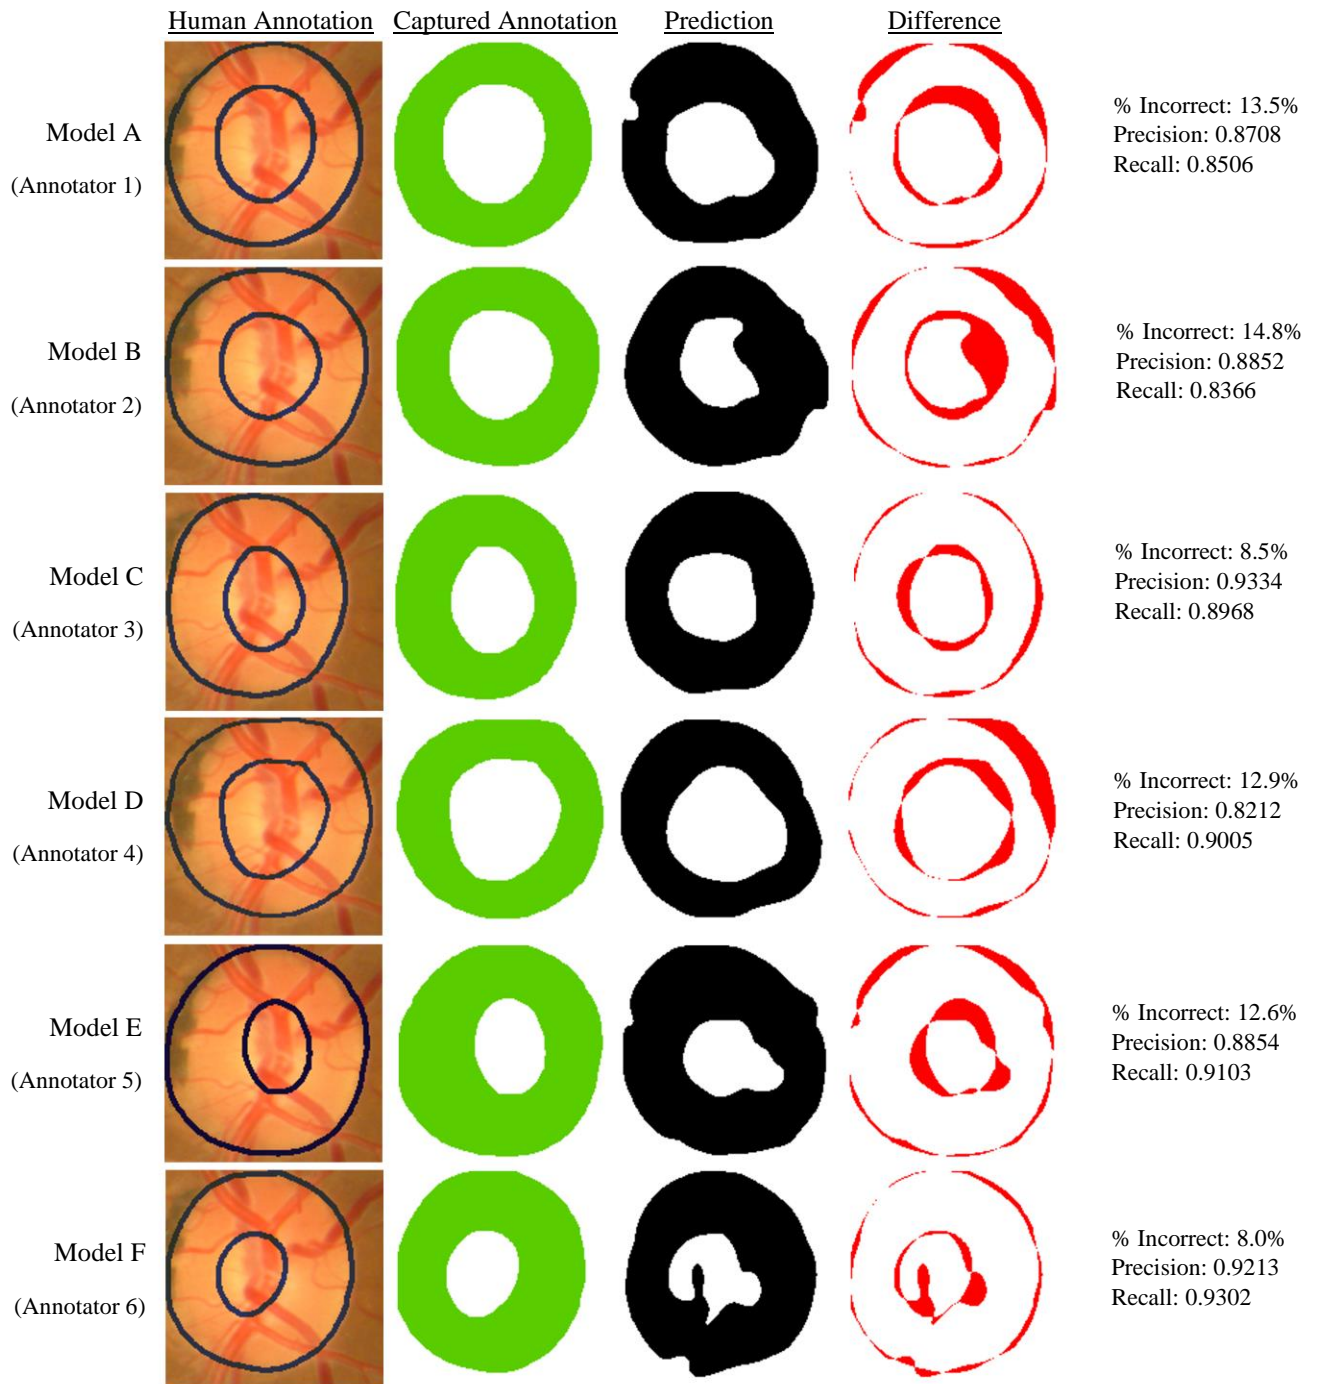 Human Annotation Captured Annotation Prediction Difference
Model A
(Annotator 1)
% Incorrect: 13.5%
Precision: 0.8708
Recall: 0.8506
Model B
(Annotator 2)
% Incorrect: 14.8%
Precision: 0.8852
Recall: 0.8366
Model C
(Annotator 3)
% Incorrect: 8.5%
Precision: 0.9334
Recall: 0.8968
Model D
(Annotator 4)
% Incorrect: 12.9%
Precision: 0.8212
Recall: 0.9005
Model E
(Annotator 5)
% Incorrect: 12.6%
Precision: 0.8854
Recall: 0.9103
Model F
(Annotator 6)
% Incorrect: 8.0%
Precision: 0.9213
Recall: 0.9302